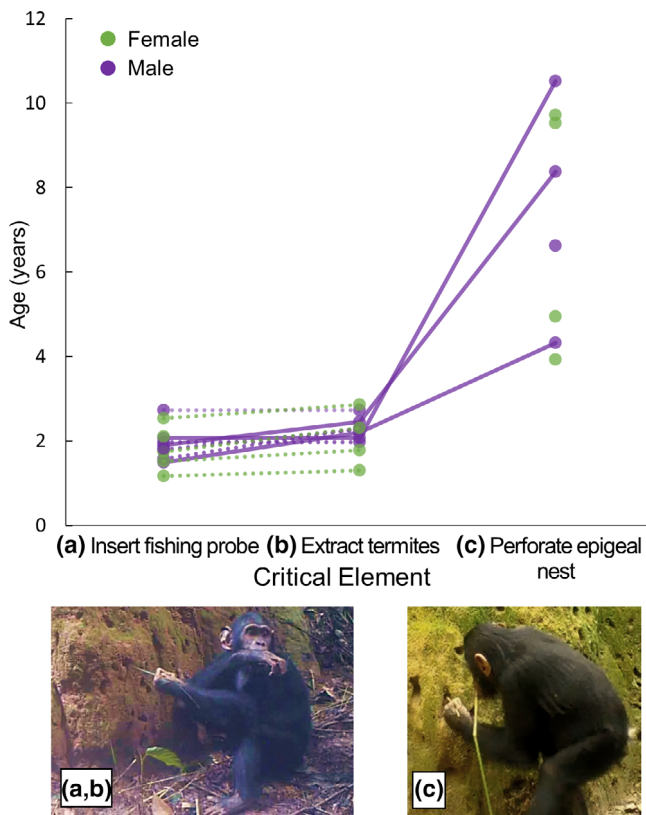 12
Female
Male
10
8
6
4
2
0
Age (years)
(a) Insert fishing probe (b) Extract termites (c) Perforate epigeal
nest
Critical Element
(a,b)
(c)